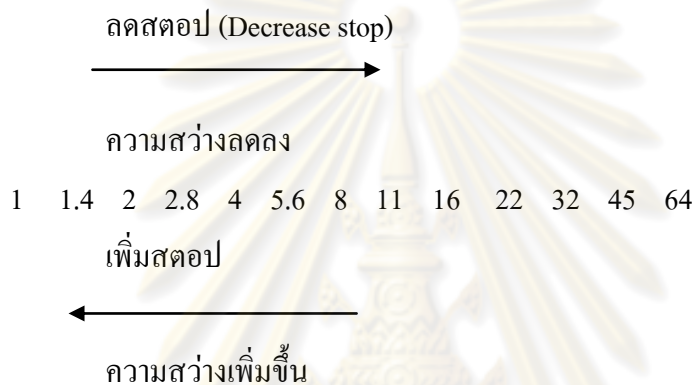 ลดสตอป (Decrease stop)
ความสว่างลดลง
1 1.4 2 2.8 4 5.6 8 11 16 22 32 45 64
เพิ่มสตอป
ความสว่างเพิ่มขึ้น